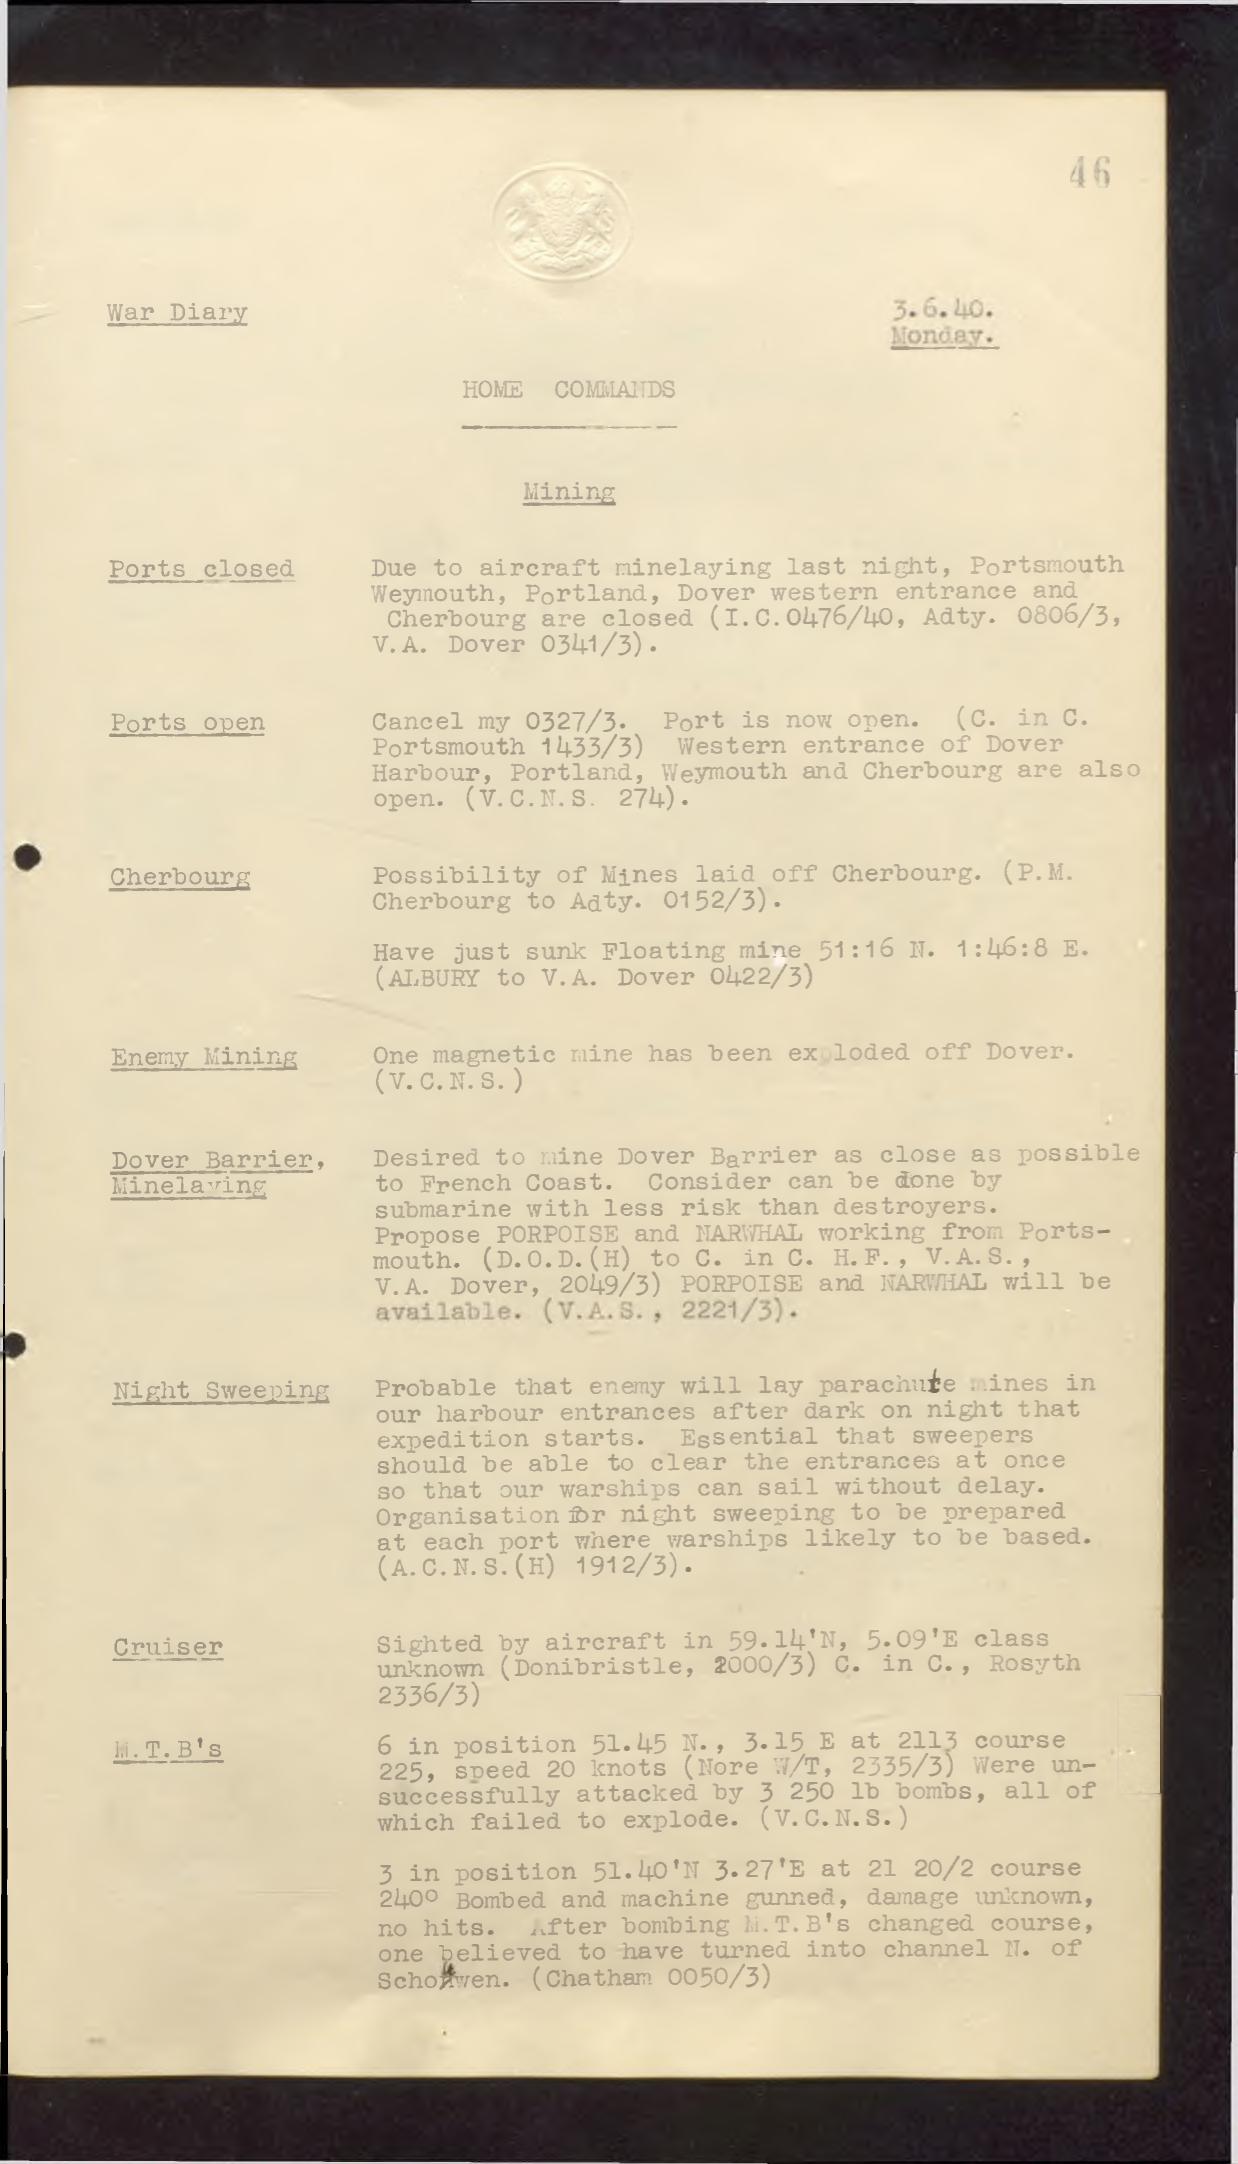 46
War Diary
3.6.40.
Monday.
HOME COMMANDS
Mining
Ports closed
Due to aircraft minelaying last night, Portsmouth
Weymouth, Portland, Dover western entrance and
Cherbourg are closed (I.C.0476/40, Adty. 0806/3,
V.A. Dover 0341/3).
Ports open
Cancel my 0327/3. Port is now open. (C. in C.
Portsmouth 1433/3) Western entrance of Dover
Harbour, Portland, Weymouth and Cherbourg are also
open. (V.C.N.S. 274).
Cherbourg
Possibility of Mines laid off Cherbourg. (P.M.
Cherbourg to Adty. 0152/3).
Have just sunk Floating mine 51:16 N. 1:46:8 E.
(ALBURY to V.A. Dover 0422/3)
Enemy Mining
One magnetic mine has been exploded off Dover.
(V.C.N.S.)
Dover Barrier,
Minelaying
Desired to mine Dover Barrier as close as possible
to French Coast. Consider can be done by
submarine with less risk than destroyers.
Propose PORPOISE and NARWHAL working from Ports-
mouth. (D.O.D.(H) to C. in C. H.F., V.A.S.,
V.A. Dover, 2049/3) PORPOISE and NARWHAL will be
available. (V.A.S., 2221/3).
Night Sweeping
Probable that enemy will lay parachute mines in
our harbour entrances after dark on night that
expedition starts. Essential that sweepers
should be able to clear the entrances at once
so that our warships can sail without delay.
Organisation for night sweeping to be prepared
at each port where warships likely to be based.
(A.C.N.S.(H) 1912/3).
Cruiser
Sighted by aircraft in 59.14'N, 5.09'E class
unknown (Donibristle, 2000/3) C. in C., Rosyth
2336/3)
M.T.B's
6 in position 51.45 N., 3.15 E at 2113 course
225, speed 20 knots (Nore W/T, 2335/3) Were un-
successfully attacked by 3 250 lb bombs, all of
which failed to explode. (V.C.N.S.)
3 in position 51.40'N 3.27'E at 21 20/2 course
240° Bombed and machine gunned, damage unknown,
no hits. After bombing M.T.B's changed course,
one believed to have turned into channel N. of
Schouwen. (Chatham 0050/3)